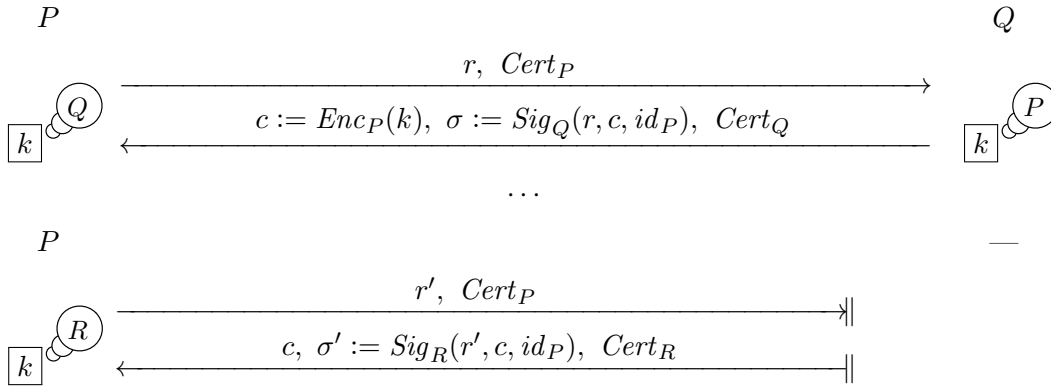 P Q
r, Cert_P
Q P
c := Enc_P(k), σ := Sig_Q(r, c, id_P), Cert_Q
k k
...
P —
r′, Cert_P
R
c, σ′ := Sig_R(r′, c, id_P), Cert_R
k